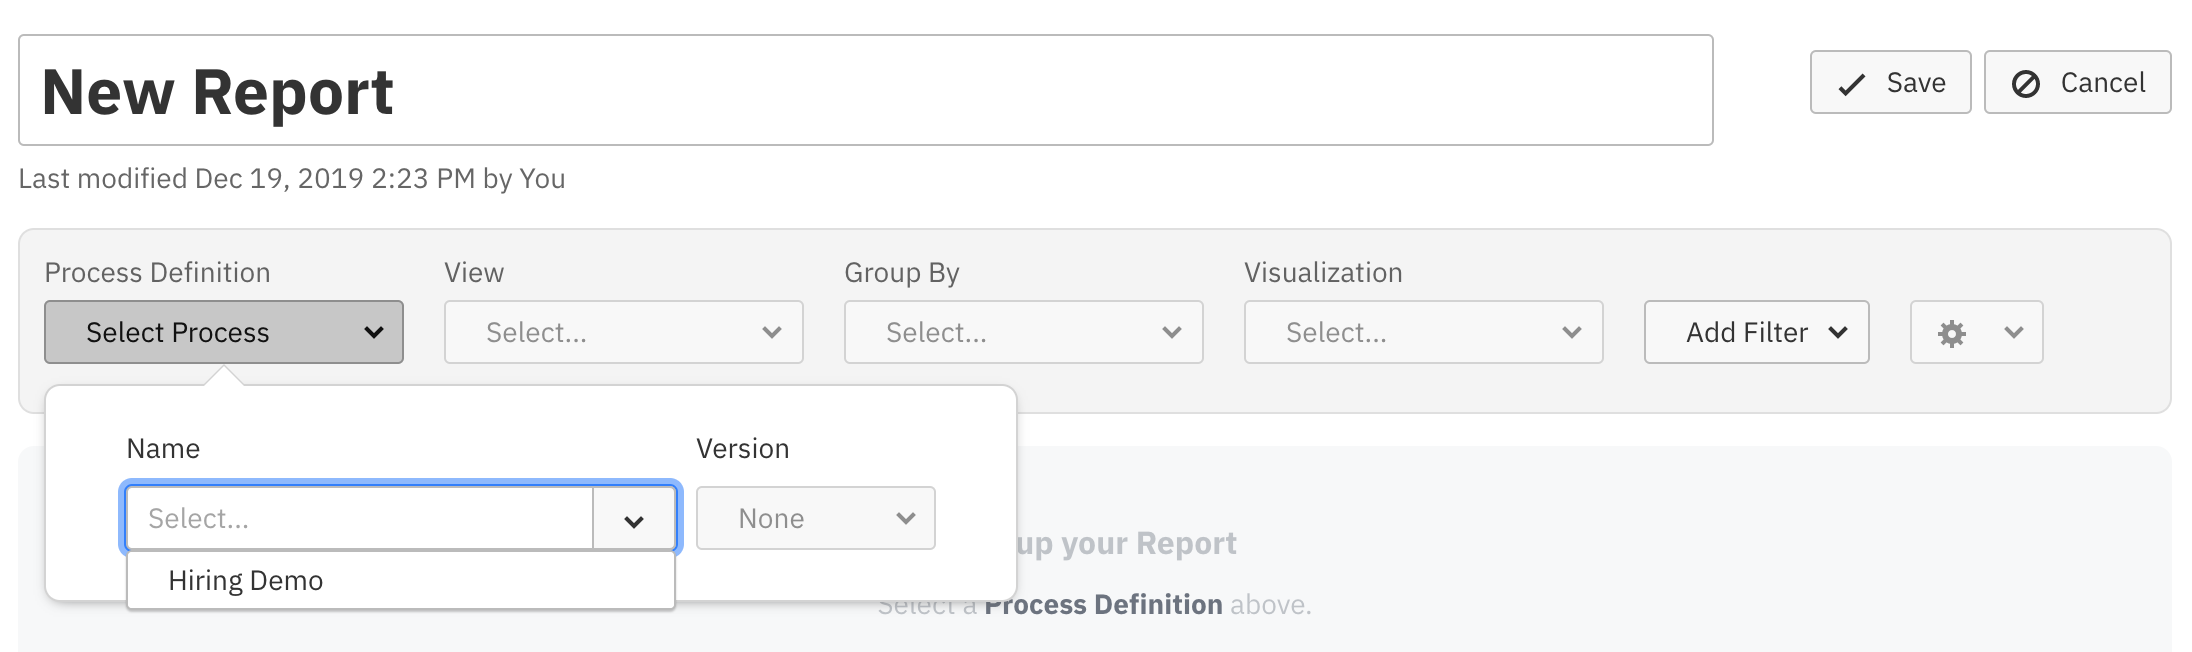 New Report
Save
Cancel
Last modified Dec 19, 2019 2:23 PM by You
Process Definition
View
Group By
Visualization
Select Process
Select...
Select...
Select...
Add Filter
Name
Version
Select...
None
Hiring Demo
up your Report
Select a Process Definition above.